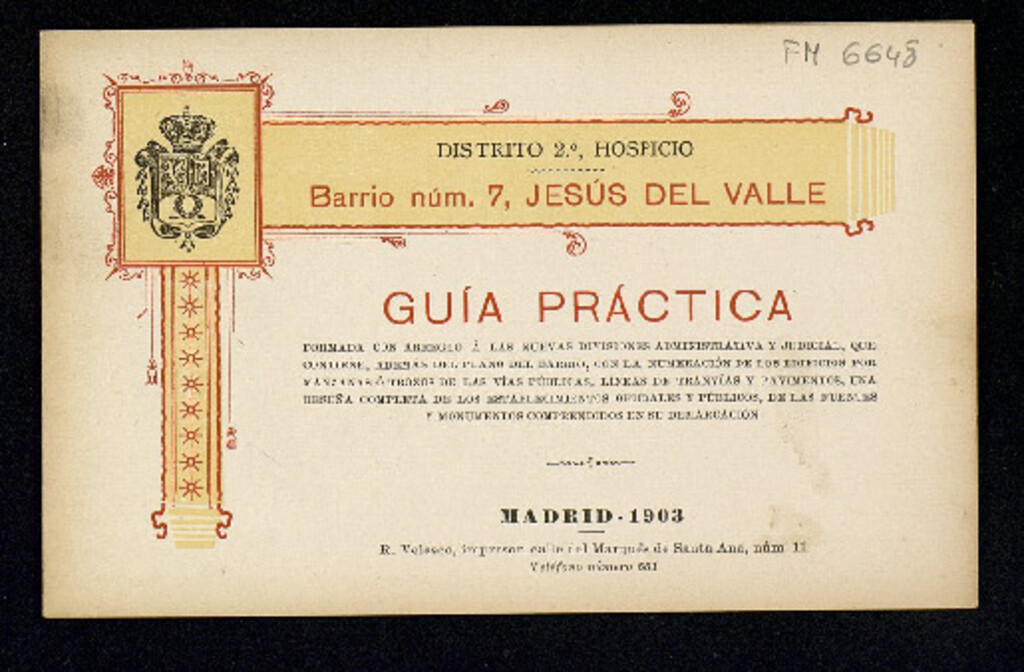 FM 6648
DISTRITO 2.º, HOSPICIO
Barrio núm. 7, JESÚS DEL VALLE
GUÍA PRÁCTICA
FORMADA CON ARREGLO Á LAS NUEVAS DIVISIONES ADMINISTRATIVA Y JUDICIAL, QUE
CONTIENE, ADEMÁS DEL PLANO DEL BARRIO, CON LA NUMERACIÓN DE LOS EDIFICIOS POR
MANZANAS Ó TROZOS DE LAS VÍAS PÚBLICAS, LÍNEAS DE TRANVÍAS Y PAVIMENTOS, UNA
RESEÑA COMPLETA DE LOS ESTABLECIMIENTOS OFICIALES Y PÚBLICOS, DE LAS FUENTES
Y MONUMENTOS COMPRENDIDOS EN SU DEMARCACIÓN
MADRID - 1903
R. Velasco, impresor, calle del Marqués de Santa Ana, núm 11
Teléfono número 551